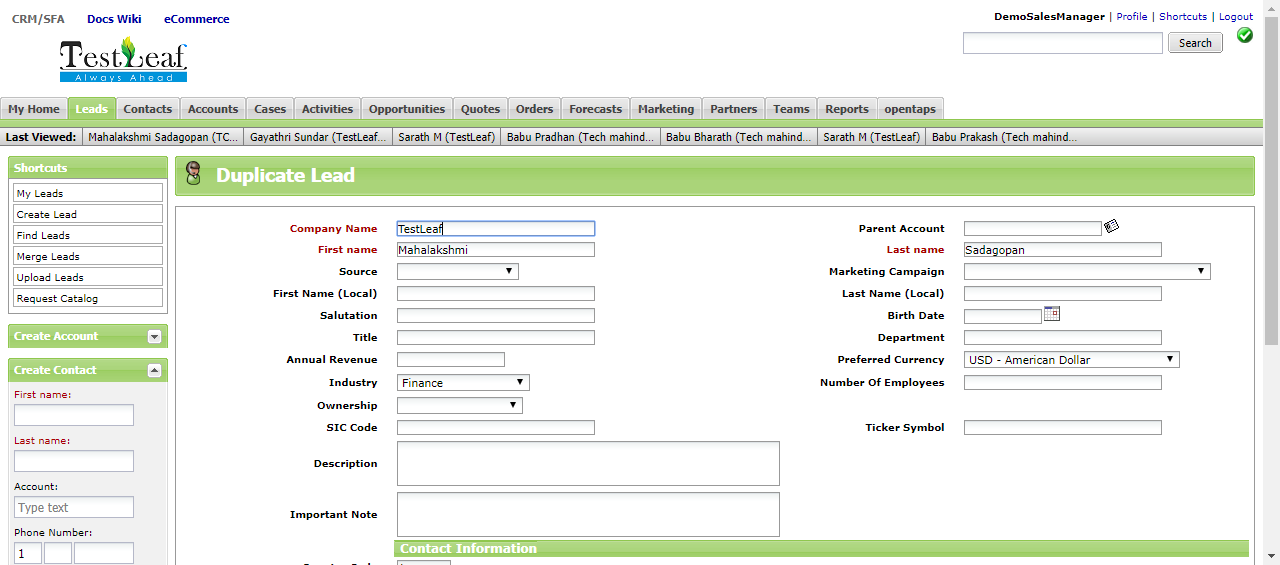 CRM/SFA Docs Wiki eCommerce
DemoSalesManager | Profile | Shortcuts | Logout
TestLeaf
Always Ahead
Search
My Home Leads Contacts Accounts Cases Activities Opportunities Quotes Orders Forecasts Marketing Partners Teams Reports opentaps
Last Viewed: Mahalakshmi Sadagopan (TC... Gayathri Sundar (TestLeaf... Sarath M (TestLeaf) Babu Pradhan (Tech mahind... Babu Bharath (Tech mahind... Sarath M (TestLeaf) Babu Prakash (Tech mahind...
Shortcuts
My Leads
Create Lead
Find Leads
Merge Leads
Upload Leads
Request Catalog
Create Account
Create Contact
First name:
Last name:
Account:
Type text
Phone Number:
1
Duplicate Lead
Company Name TestLeaf Parent Account
First name Mahalakshmi Last name Sadagopan
Source Marketing Campaign
First Name (Local) Last Name (Local)
Salutation Birth Date
Title Department
Annual Revenue Preferred Currency USD - American Dollar
Industry Finance Number Of Employees
Ownership
SIC Code Ticker Symbol
Description
Important Note
Contact Information